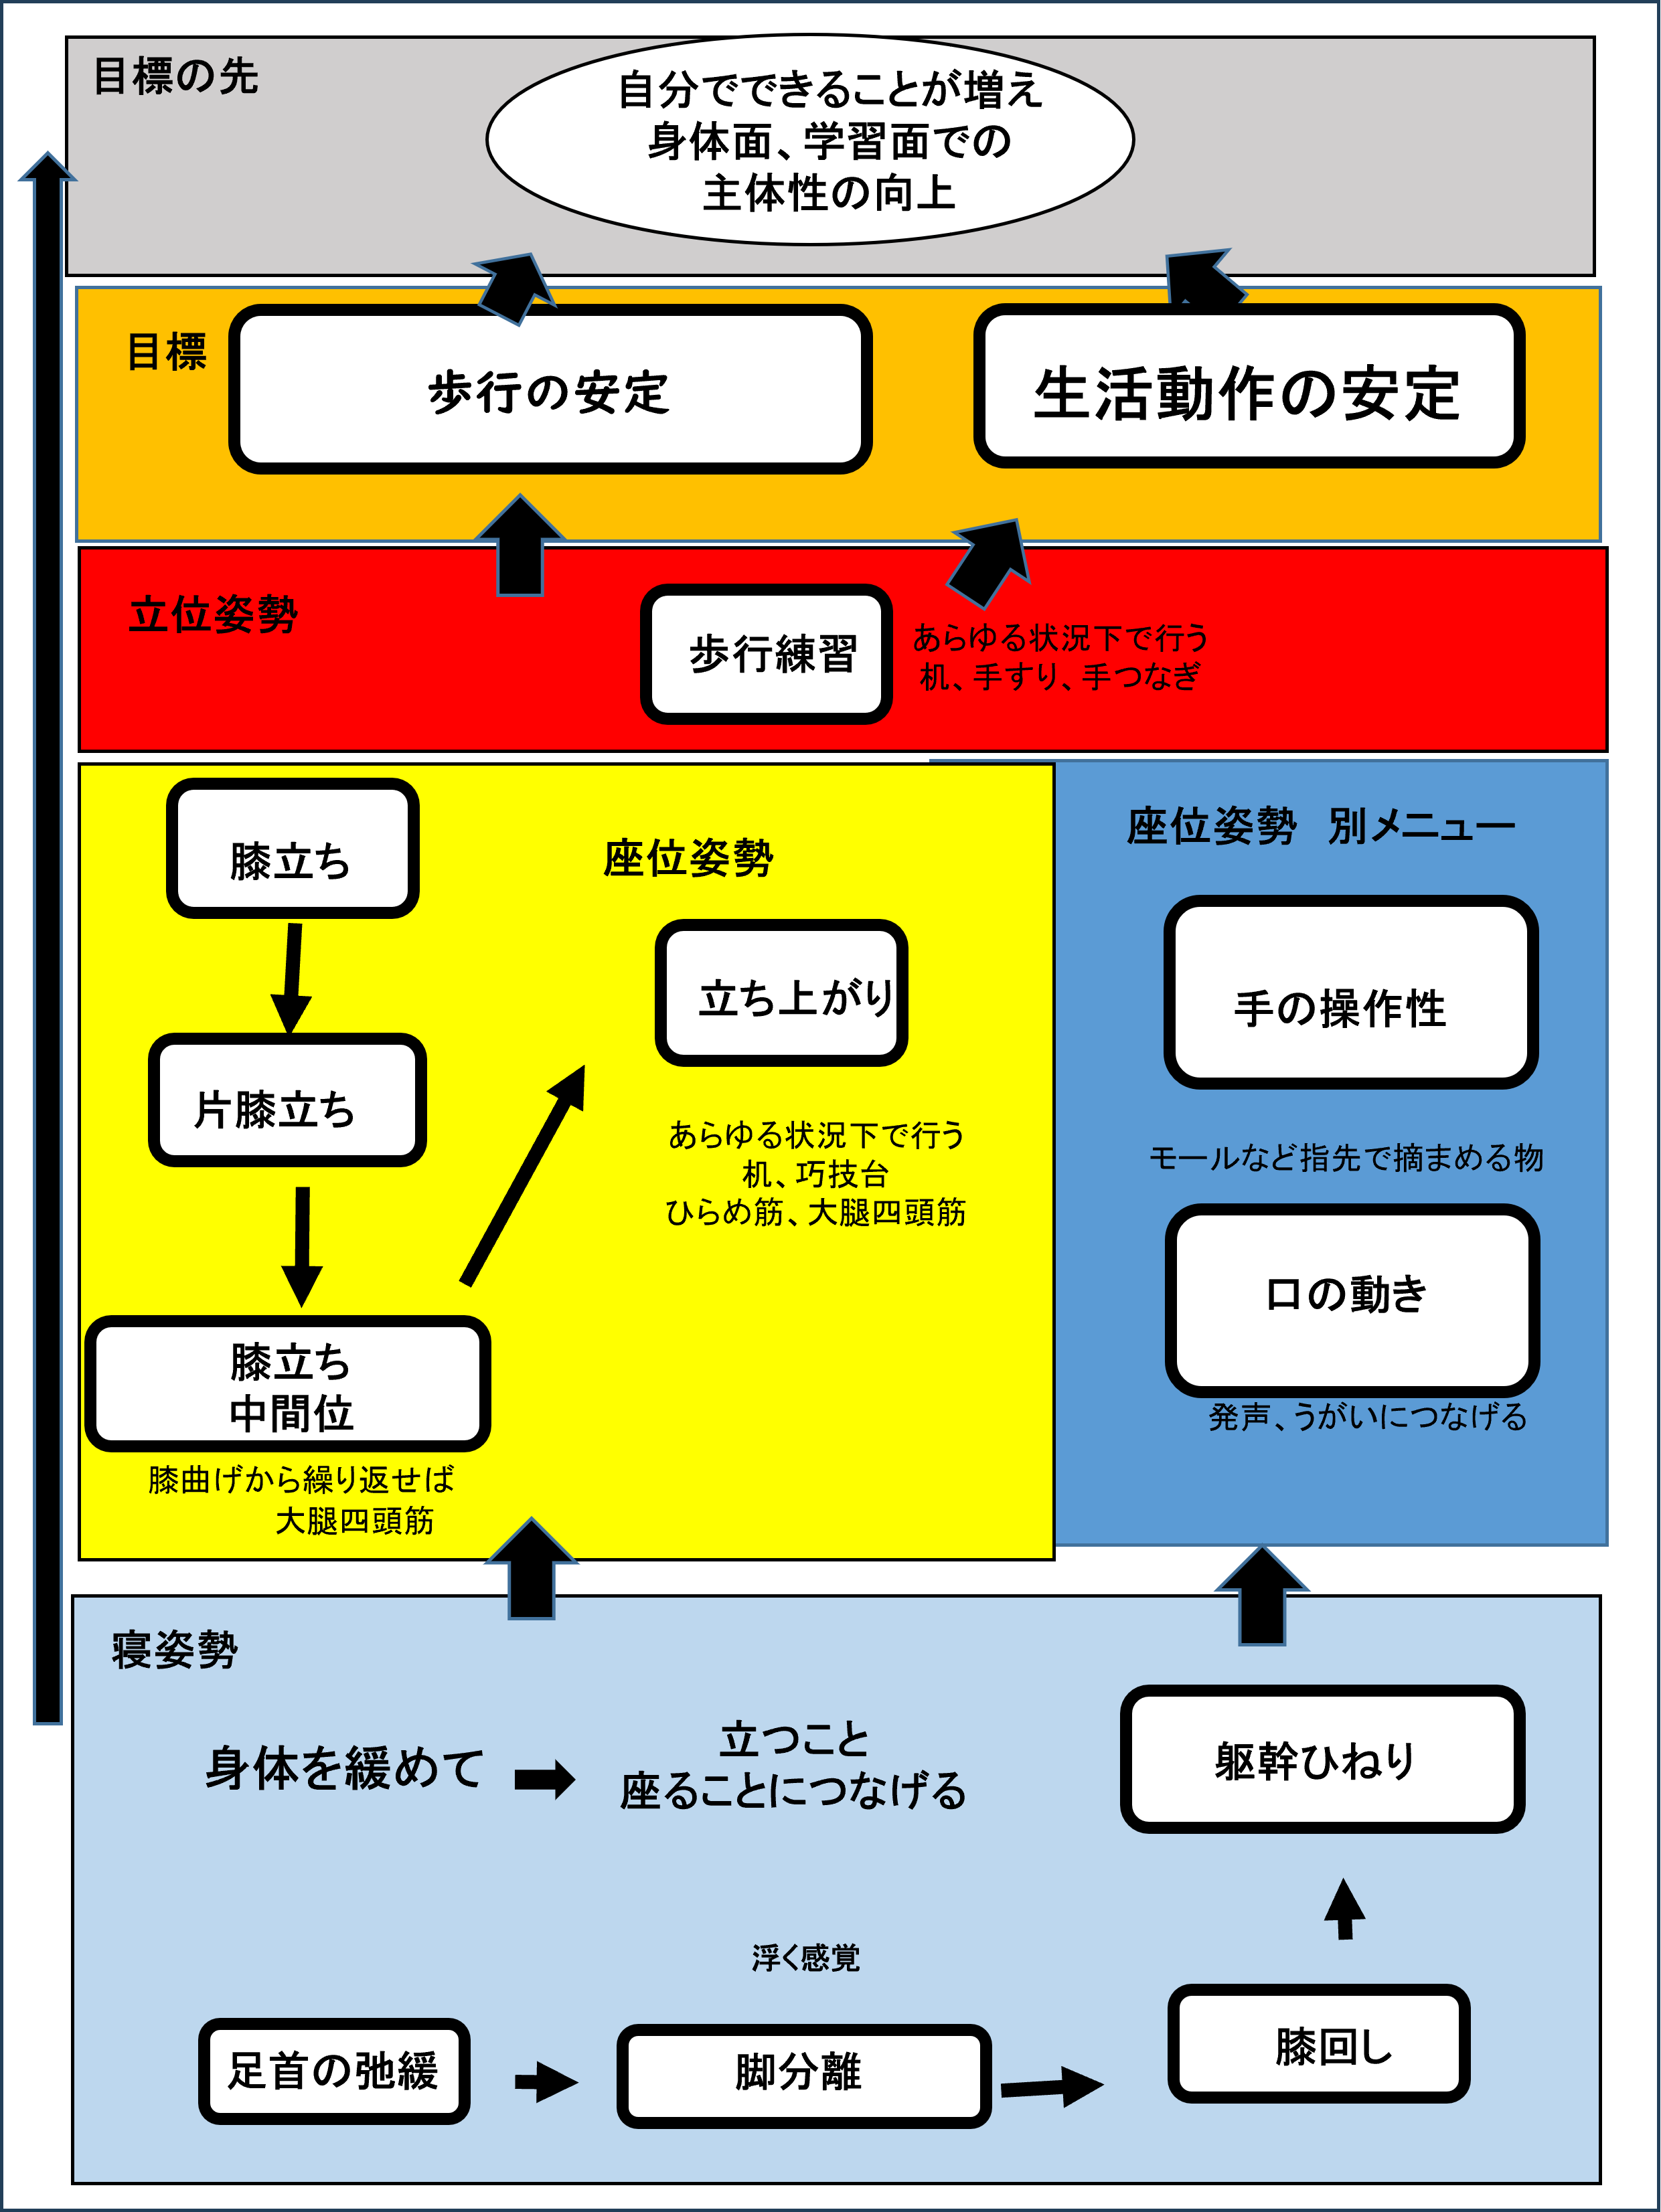 目標の先
自分でできることが増え
身体面、学習面での
主体性の向上
目標
歩行の安定
生活動作の安定
立位姿勢
歩行練習
あらゆる状況下で行う
机、手すり、手つなぎ
膝立ち
座位姿勢
片膝立ち
立ち上がり
あらゆる状況下で行う
机、巧技台
ひらめ筋、大腿四頭筋
膝立ち
中間位
膝曲げから繰り返せば
大腿四頭筋
座位姿勢　別メニュー
手の操作性
モールなど指先で摘まめる物
口の動き
発声、うがいにつなげる
寝姿勢
身体を緩めて
立つこと
座ることにつなげる
躯幹ひねり
浮く感覚
足首の弛緩
脚分離
膝回し